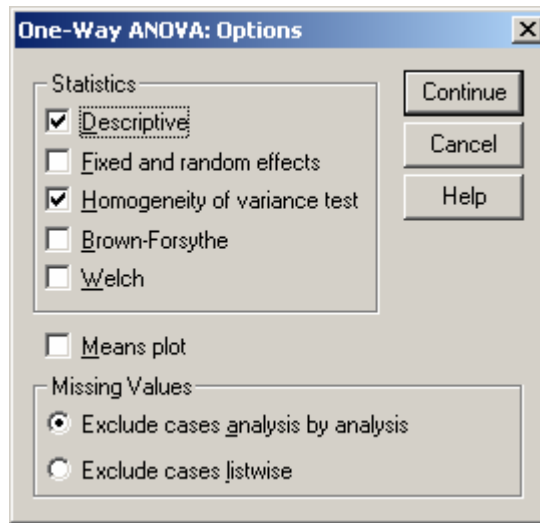 One-Way ANOVA: Options
Statistics
Descriptive
Fixed and random effects
Homogeneity of variance test
Brown-Forsythe
Welch
Continue
Cancel
Help
Means plot
Missing Values
Exclude cases analysis by analysis
Exclude cases listwise